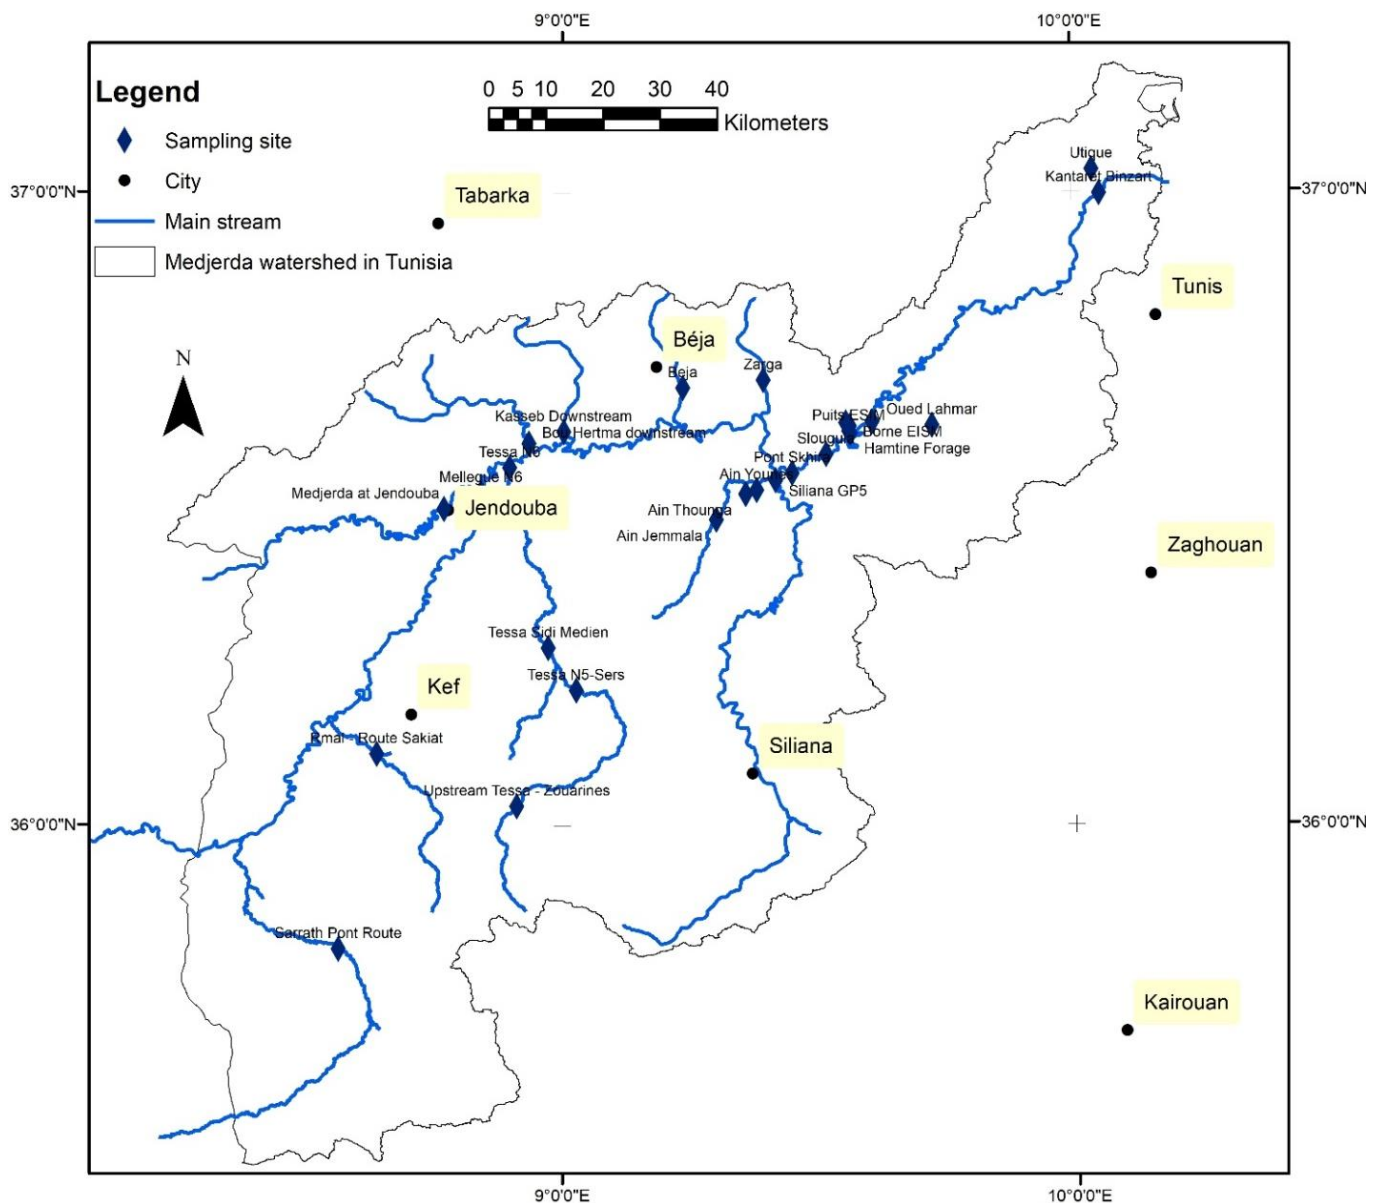 9°0'0"E
10°0'0"E
Legend
0 5 10 20 30 40
Kilometers
Sampling site
City
Main stream
Medjerda watershed in Tunisia
37°0'0"N
37°0'0"N
Tabarka
Utique
Kantaret Binzart
Tunis
N
Béja
Beja
Zarga
Kasseb Downstream
Bou Hertma downstream
Puits ESIM
Oued Lahmar
Borne EISM
Slouguia
Hamtine Forage
Tessa N6
Pont Skhira
Mellegue N6
Ain Younes
Medjerda at Jendouba
Siliana GP5
Jendouba
Ain Thounga
Ain Jemmala
Zaghouan
Tessa Sidi Medien
Tessa N5-Sers
Kef
Rmal - Route Sakiat
Siliana
Upstream Tessa - Zouarines
36°0'0"N
36°0'0"N
Sarrath Pont Route
Kairouan
9°0'0"E
10°0'0"E